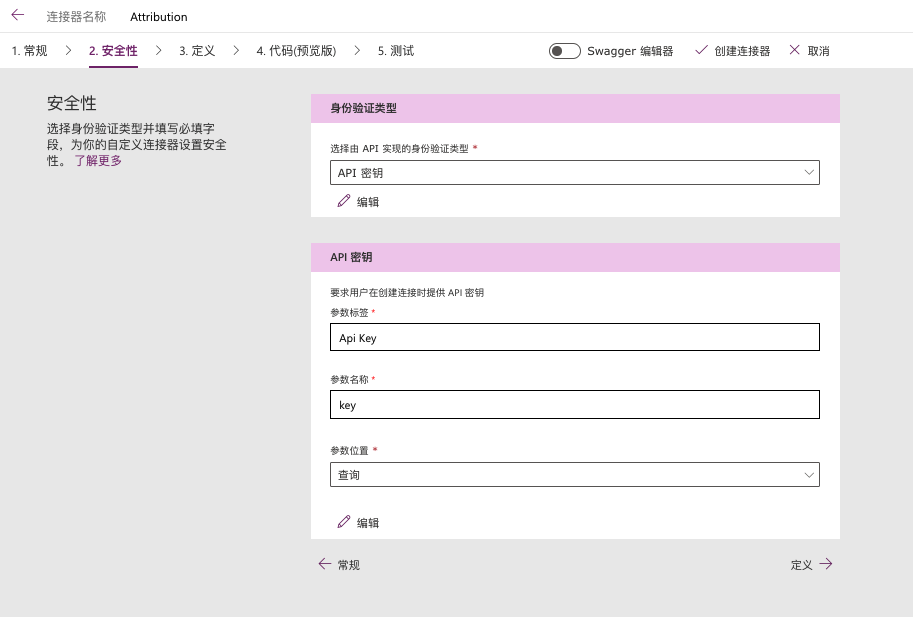 连接器名称 Attribution
1. 常规 2. 安全性 3. 定义 4. 代码(预览版) 5. 测试 Swagger 编辑器 创建连接器 取消
安全性
选择身份验证类型并填写必填字
段，为你的自定义连接器设置安全
性。 了解更多
身份验证类型
选择由 API 实现的身份验证类型 *
API 密钥
编辑
API 密钥
要求用户在创建连接时提供 API 密钥
参数标签 *
Api Key
参数名称 *
key
参数位置 *
查询
编辑
常规 定义